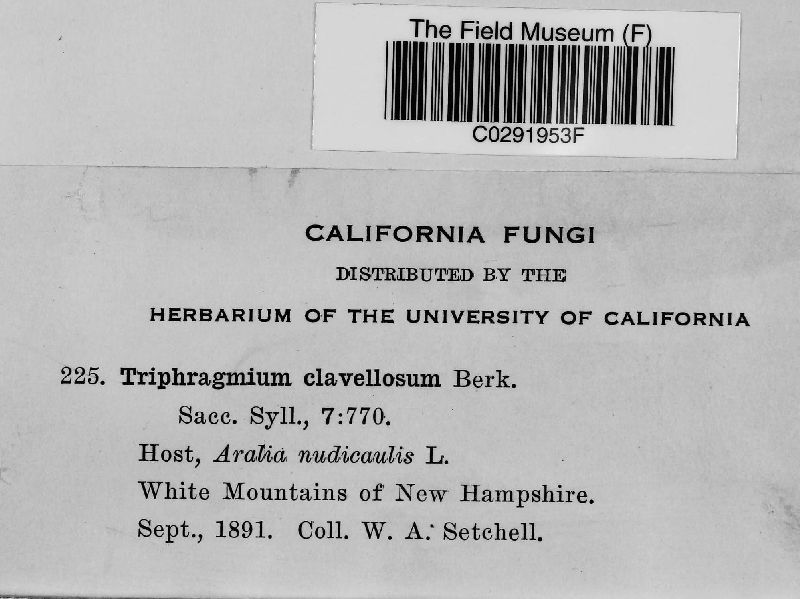 The Field Museum (F)
C0291953F
CALIFORNIA FUNGI
DISTRIBUTED BY THE
HERBARIUM OF THE UNIVERSITY OF CALIFORNIA
225. Triphragmium clavellosum Berk.
Sacc. Syll., 7:770.
Host, Aralia nudicaulis L.
White Mountains of New Hampshire.
Sept., 1891. Coll. W. A. Setchell.